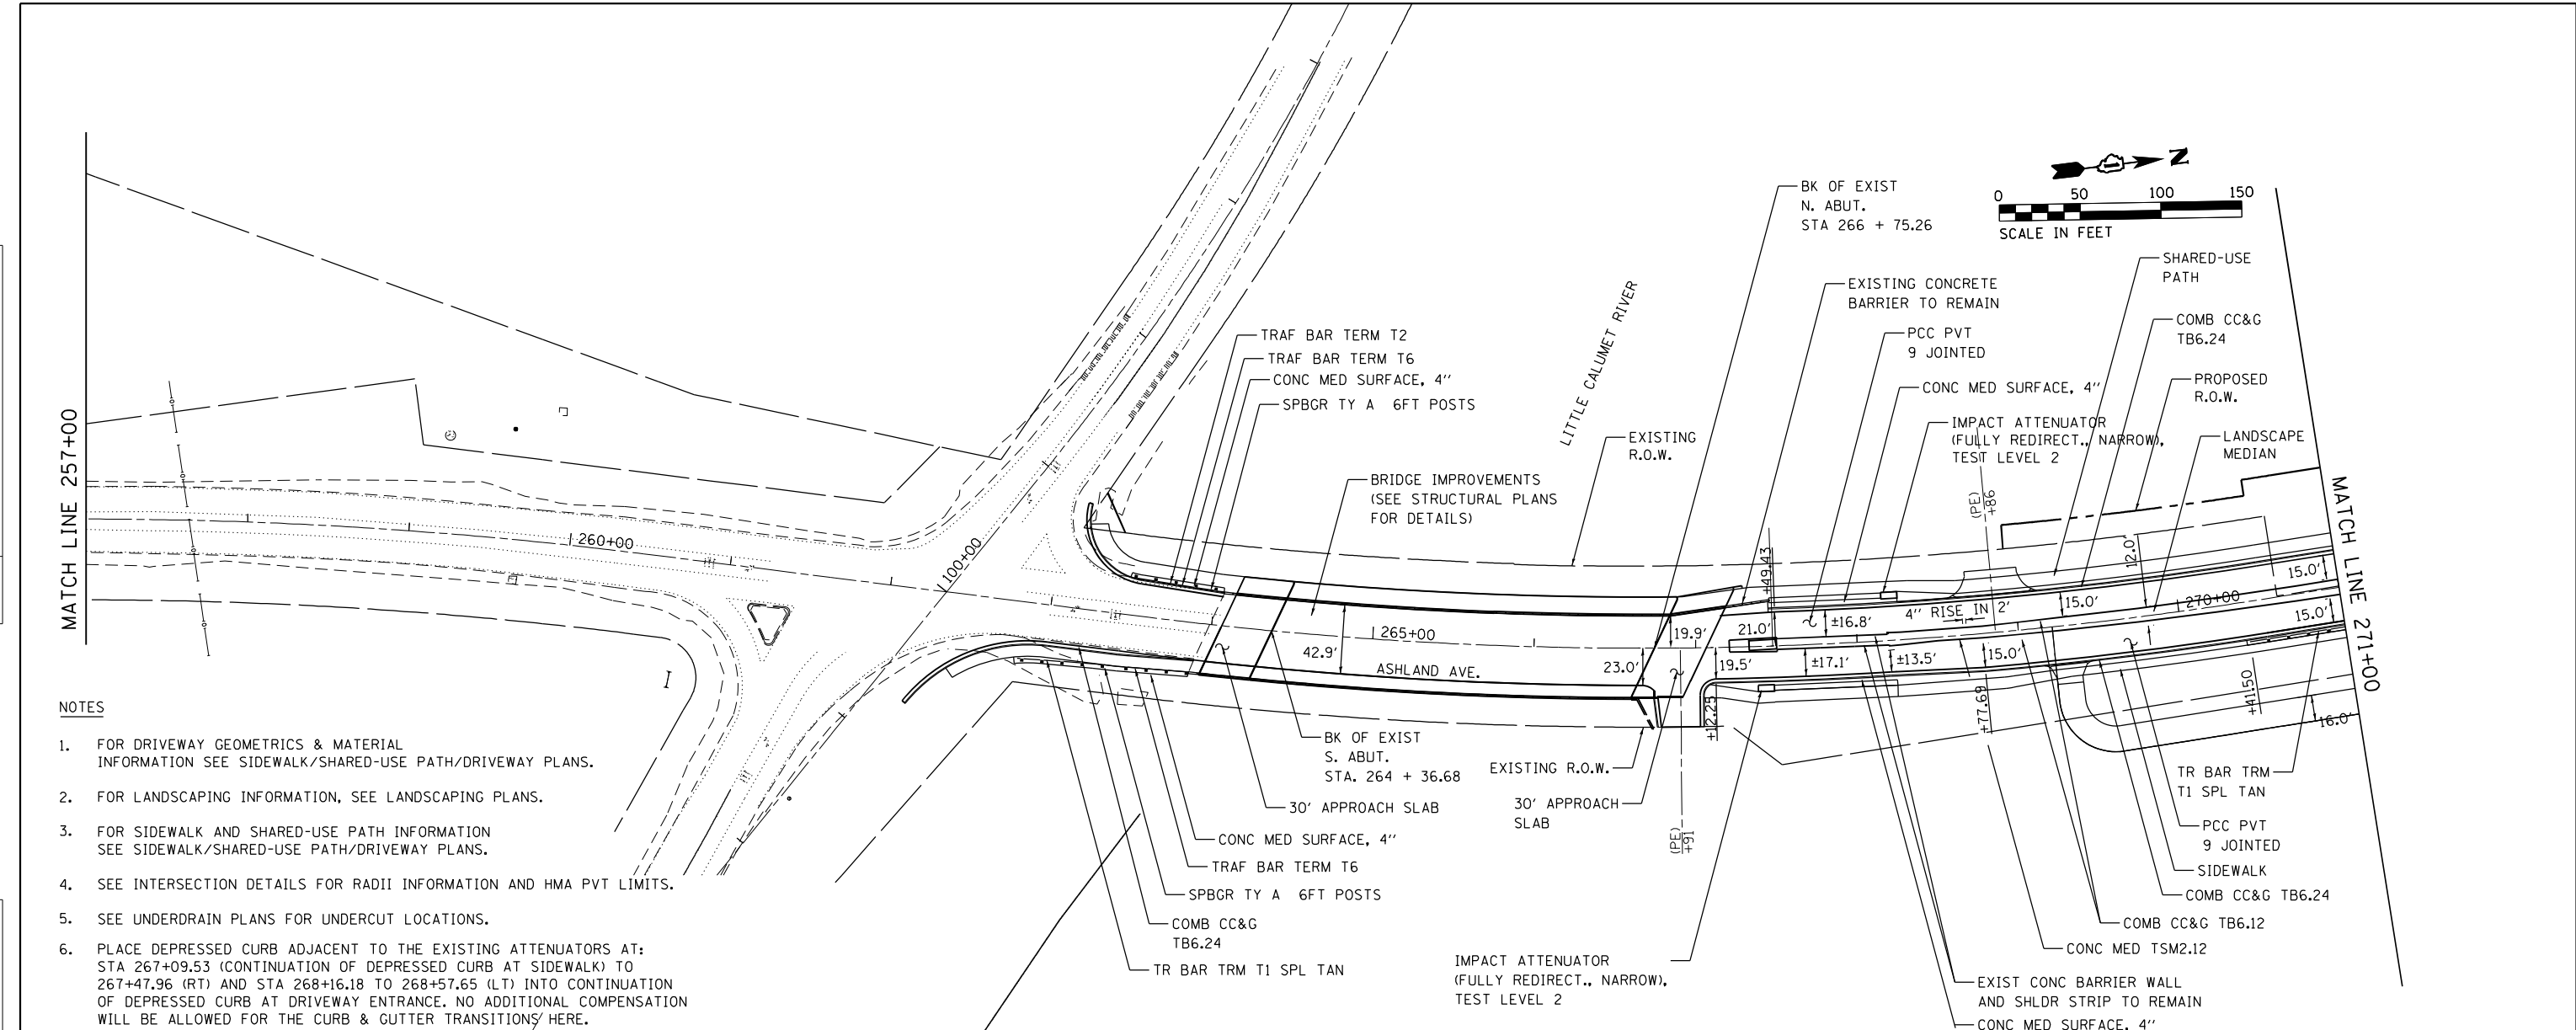 MATCH LINE 257+00
260+00
100+00
TRAF BAR TERM T2
TRAF BAR TERM T6
CONC MED SURFACE, 4"
SPBGR TY A 6FT POSTS
BRIDGE IMPROVEMENTS
(SEE STRUCTURAL PLANS
FOR DETAILS)
LITTLE CALUMET RIVER
EXISTING
R.O.W.
BK OF EXIST
N. ABUT.
STA 266 + 75.26
EXISTING CONCRETE
BARRIER TO REMAIN
PCC PVT
9 JOINTED
CONC MED SURFACE, 4"
IMPACT ATTENUATOR
(FULLY REDIRECT., NARROW),
TEST LEVEL 2
N
0 50 100 150
SCALE IN FEET
SHARED-USE
PATH
COMB CC&G
TB6.24
PROPOSED
R.O.W.
LANDSCAPE
MEDIAN
MATCH LINE 271+00
(PE)
+86
+49.43
12.0'
15.0'
4" RISE IN 2'
15.0'
270+00
15.0'
265+00
42.9'
ASHLAND AVE.
19.9'
21.0'
±16.8'
23.0'
19.5'
±17.1'
±13.5'
15.0'
+12.25
+77.69
+41.50
16.0'
(PE)
+91
BK OF EXIST
S. ABUT.
STA. 264 + 36.68
30' APPROACH SLAB
EXISTING R.O.W.
30' APPROACH
SLAB
CONC MED SURFACE, 4"
TRAF BAR TERM T6
SPBGR TY A 6FT POSTS
COMB CC&G
TB6.24
TR BAR TRM T1 SPL TAN
IMPACT ATTENUATOR
(FULLY REDIRECT., NARROW),
TEST LEVEL 2
TR BAR TRM
T1 SPL TAN
PCC PVT
9 JOINTED
SIDEWALK
COMB CC&G TB6.24
COMB CC&G TB6.12
CONC MED TSM2.12
EXIST CONC BARRIER WALL
AND SHLDR STRIP TO REMAIN
CONC MED SURFACE, 4"
NOTES
1. FOR DRIVEWAY GEOMETRICS & MATERIAL
INFORMATION SEE SIDEWALK/SHARED-USE PATH/DRIVEWAY PLANS.
2. FOR LANDSCAPING INFORMATION, SEE LANDSCAPING PLANS.
3. FOR SIDEWALK AND SHARED-USE PATH INFORMATION
SEE SIDEWALK/SHARED-USE PATH/DRIVEWAY PLANS.
4. SEE INTERSECTION DETAILS FOR RADII INFORMATION AND HMA PVT LIMITS.
5. SEE UNDERDRAIN PLANS FOR UNDERCUT LOCATIONS.
6. PLACE DEPRESSED CURB ADJACENT TO THE EXISTING ATTENUATORS AT:
STA 267+09.53 (CONTINUATION OF DEPRESSED CURB AT SIDEWALK) TO
267+47.96 (RT) AND STA 268+16.18 TO 268+57.65 (LT) INTO CONTINUATION
OF DEPRESSED CURB AT DRIVEWAY ENTRANCE. NO ADDITIONAL COMPENSATION
WILL BE ALLOWED FOR THE CURB & GUTTER TRANSITIONS HERE.